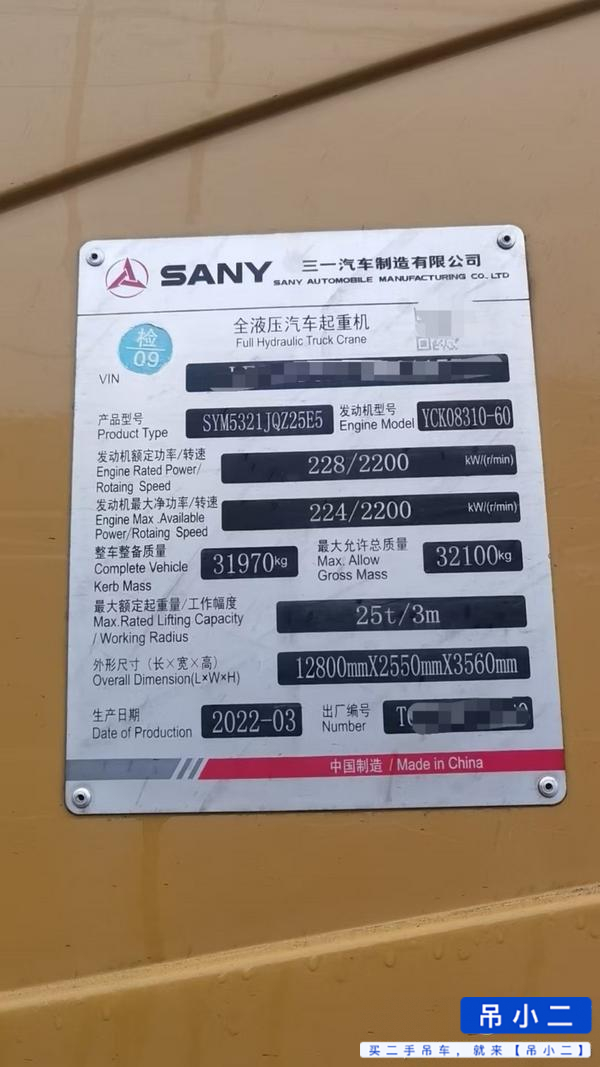 SANY
三一汽车制造有限公司
SANY AUTOMOBILE MANUFACTURING CO., LTD
全液压汽车起重机
Full Hydraulic Truck Crane
检
09
VIN
产品型号
Product Type
SYM5321JQZ25E5
发动机型号
Engine Model
YCK08310-60
发动机额定功率/转速
Engine Rated Power/
Rotaing Speed
228/2200
kW/(r/min)
发动机最大净功率/转速
Engine Max .Available
Power/Rotaing Speed
224/2200
kW/(r/min)
整车整备质量
Complete Vehicle
Kerb Mass
31970kg
最大允许总质量
Max. Allow
Gross Mass
32100kg
最大额定起重量/工作幅度
Max.Rated Lifting Capacity
/ Working Radius
25t/3m
外形尺寸（长×宽×高）
Overall Dimension(L×W×H)
12800mmX2550mmX3560mm
生产日期
Date of Production
2022-03
出厂编号
Number
中国制造 / Made in China
吊小二
买二手吊车，就来【吊小二】